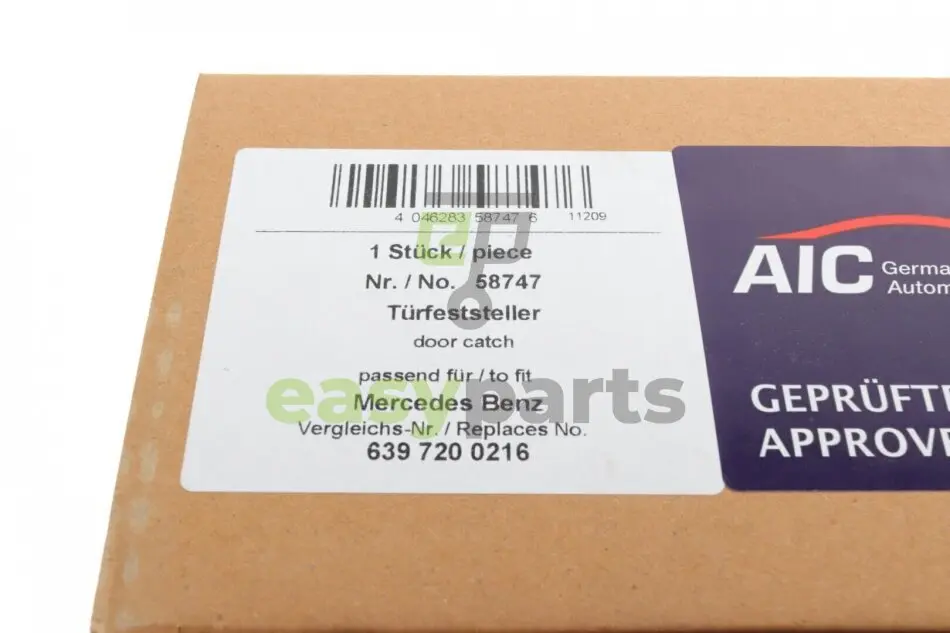 4 046283 58747 6 11209
1 Stück / piece
Nr. / No. 58747
Türfeststeller
door catch
passend für / to fit
easyparts
Mercedes Benz
Vergleichs-Nr. / Replaces No.
639 720 0216
AIC
Germa
Autom
GEPRÜFTE
APPROVE